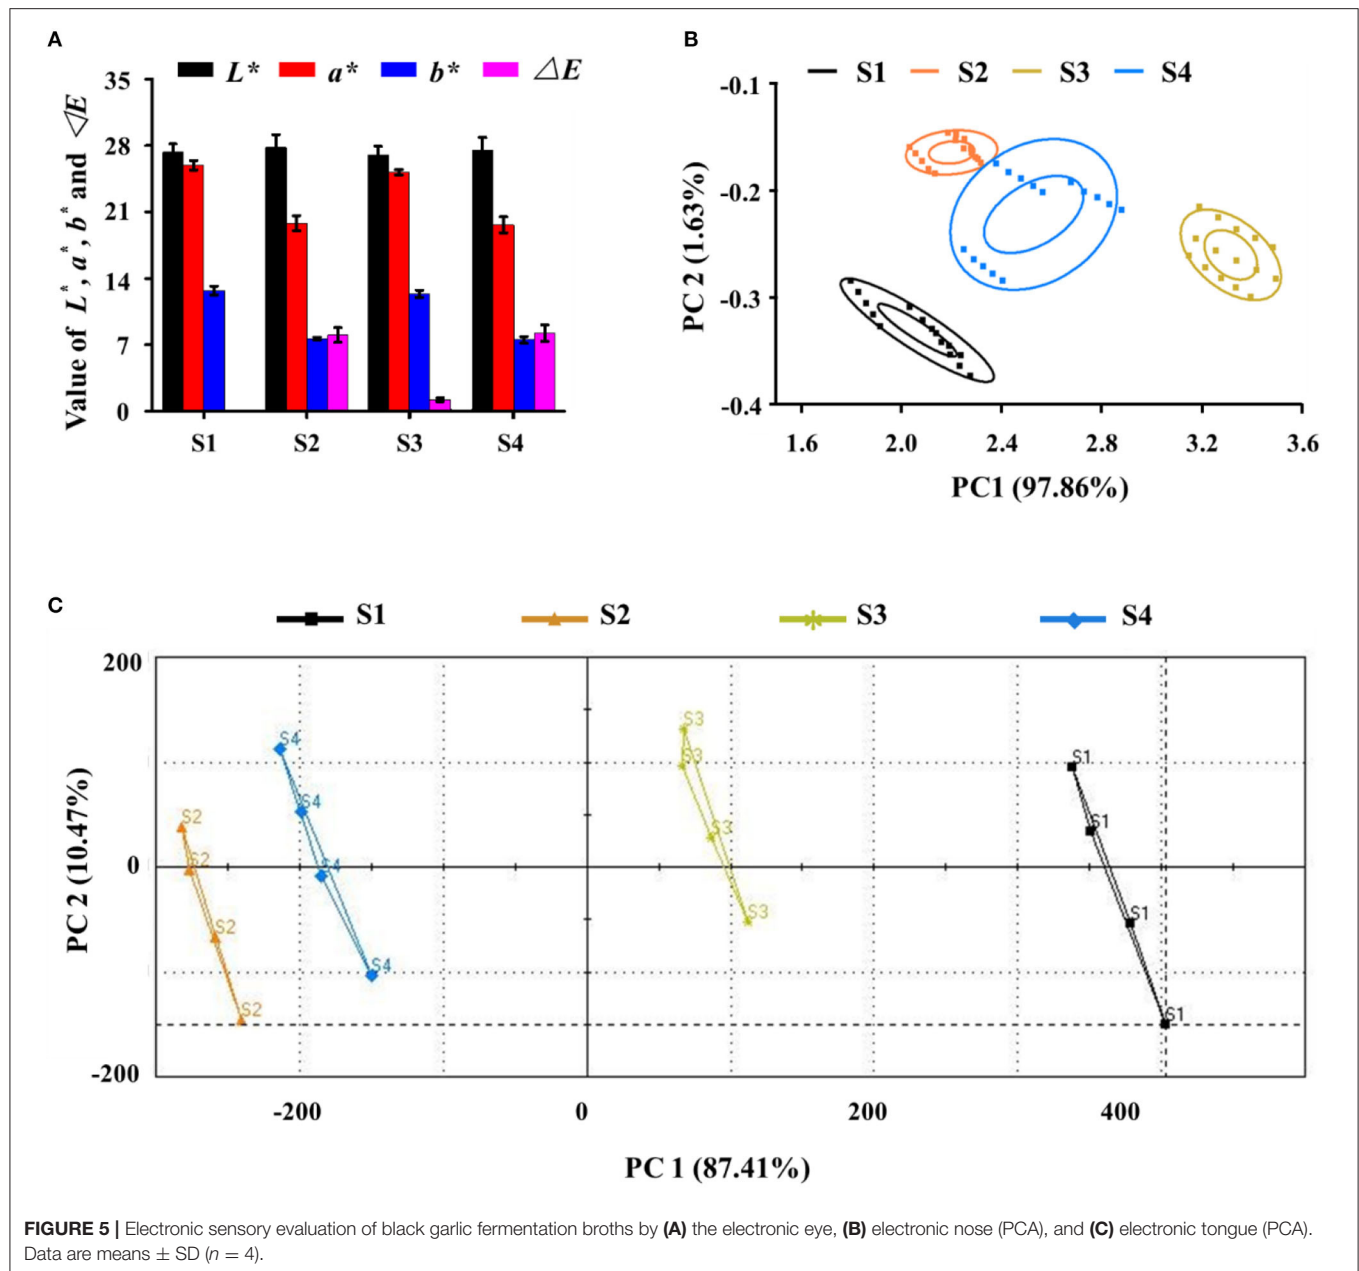 A
L* a* b* △E
Value of L*, a*, b* and △E
35
28
21
14
7
0
S1 S2 S3 S4
B
S1 S2 S3 S4
PC 2 (1.63%)
-0.1
-0.2
-0.3
-0.4
1.6 2.0 2.4 2.8 3.2 3.6
PC1 (97.86%)
C
S1 S2 S3 S4
PC 2 (10.47%)
200
0
-200
S2
S2
S2
S2
S4
S4
S4
S4
S3
S3
S3
S3
S1
S1
S1
S1
-200 0 200 400
PC 1 (87.41%)
FIGURE 5 | Electronic sensory evaluation of black garlic fermentation broths by (A) the electronic eye, (B) electronic nose (PCA), and (C) electronic tongue (PCA).
Data are means ± SD (n = 4).